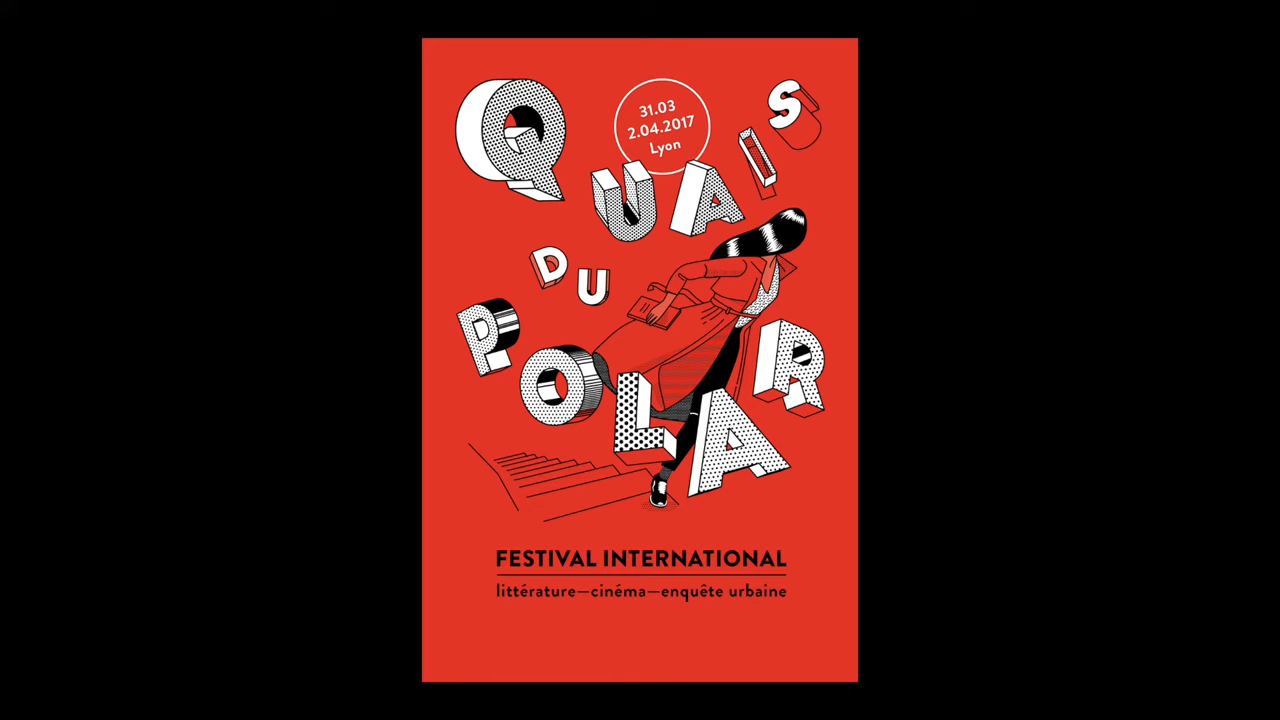 QUAIS
31.03
2.04.2017
Lyon
DU
POLAR
FESTIVAL INTERNATIONAL
littérature—cinéma—enquête urbaine